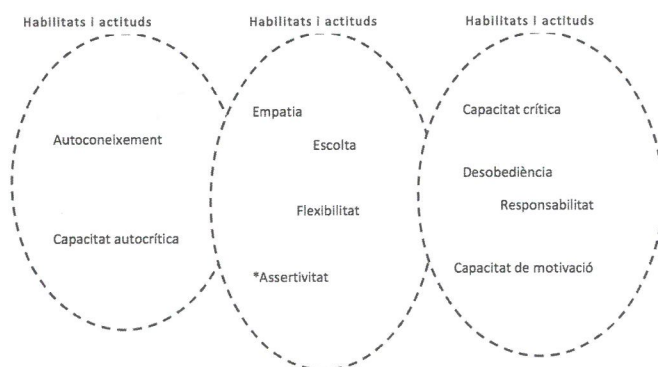 Habilitats i actituds
Autoconeixement
Capacitat autocrítica
Habilitats i actituds
Empatia
Escolta
Flexibilitat
*Assertivitat
Habilitats i actituds
Capacitat crítica
Desobediència
Responsabilitat
Capacitat de motivació